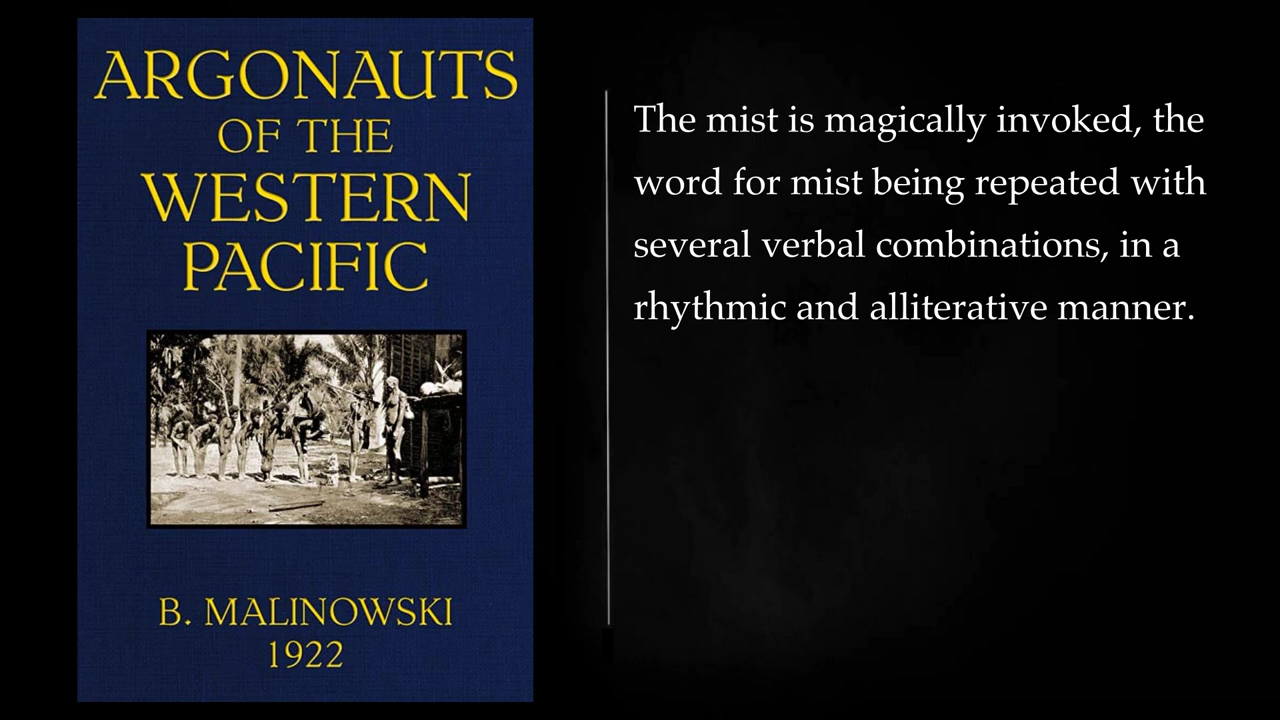 ARGONAUTS
OF THE
WESTERN
PACIFIC
B. MALINOWSKI
1922
The mist is magically invoked, the
word for mist being repeated with
several verbal combinations, in a
rhythmic and alliterative manner.